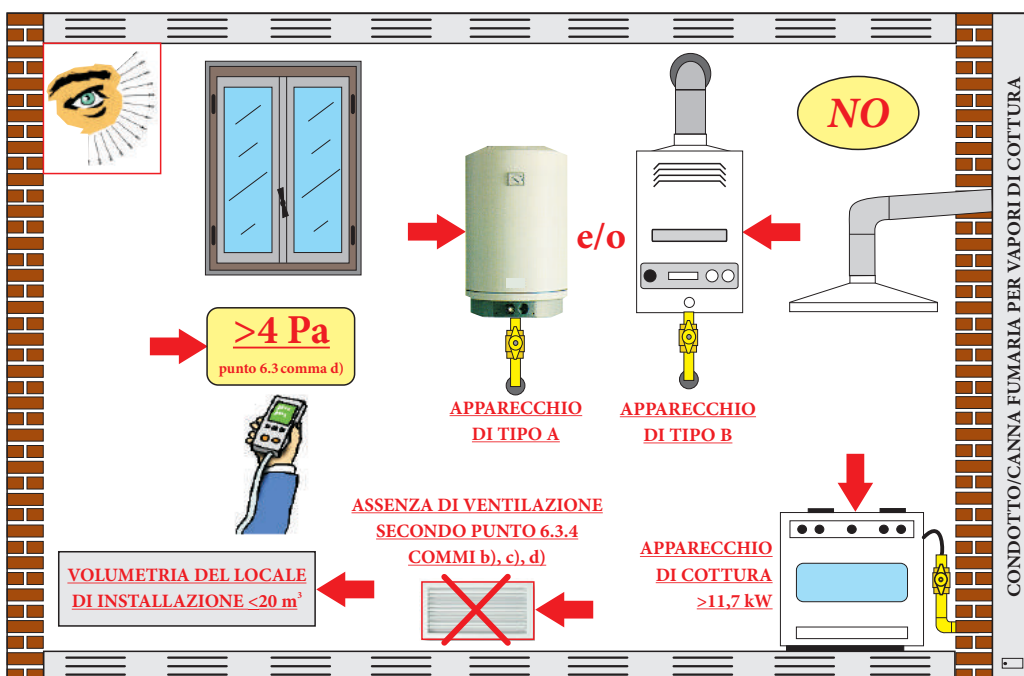 NO
e/o
>4 Pa
punto 6.3 comma d)
APPARECCHIO
DI TIPO A
APPARECCHIO
DI TIPO B
ASSENZA DI VENTILAZIONE
SECONDO PUNTO 6.3.4
COMMI b), c), d)
APPARECCHIO
DI COTTURA
>11,7 kW
VOLUMETRIA DEL LOCALE
DI INSTALLAZIONE <20 m³
CONDOTTO/CANNA FUMARIA PER VAPORI DI COTTURA